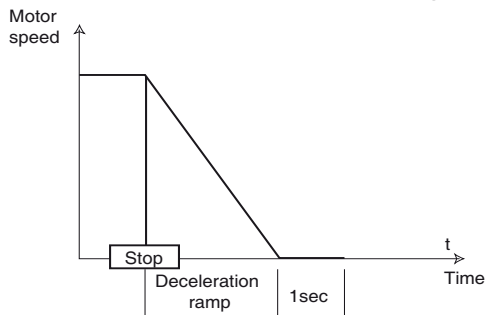 Motor
speed
Stop
t
Time
Deceleration
ramp
1sec